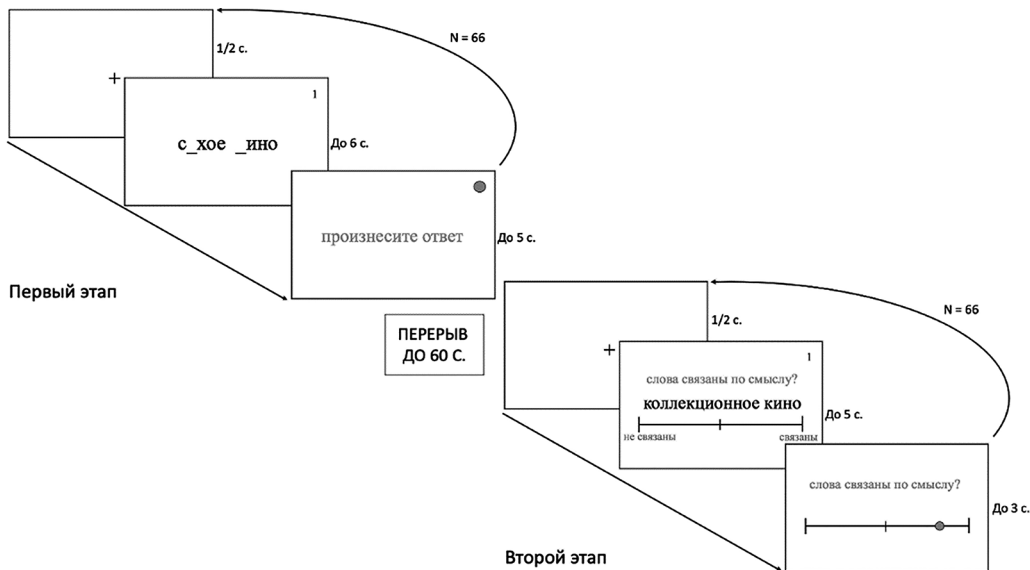 N = 66
1/2 с.
+
1
с_хое _ино
До 6 с.
произнесите ответ
До 5 с.
Первый этап
ПЕРЕРЫВ
ДО 60 С.
N = 66
1/2 с.
+
1
слова связаны по смыслу?
коллекционное кино
До 5 с.
не связаны связаны
слова связаны по смыслу?
До 3 с.
Второй этап